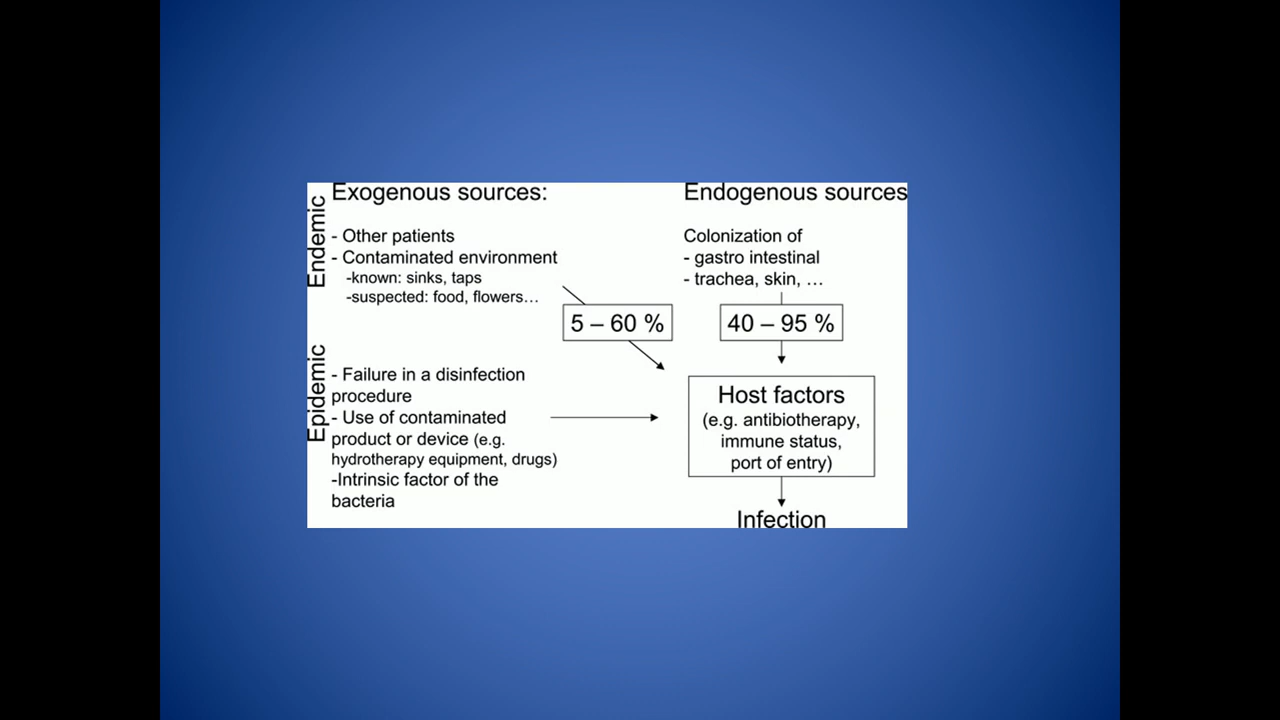 Exogenous sources:
Endemic
- Other patients
- Contaminated environment
-known: sinks, taps
-suspected: food, flowers…
5 – 60 %
Epidemic
- Failure in a disinfection
procedure
- Use of contaminated
product or device (e.g.
hydrotherapy equipment, drugs)
-Intrinsic factor of the
bacteria
Endogenous sources
Colonization of
- gastro intestinal
- trachea, skin, …
40 – 95 %
Host factors
(e.g. antibiotherapy,
immune status,
port of entry)
Infection